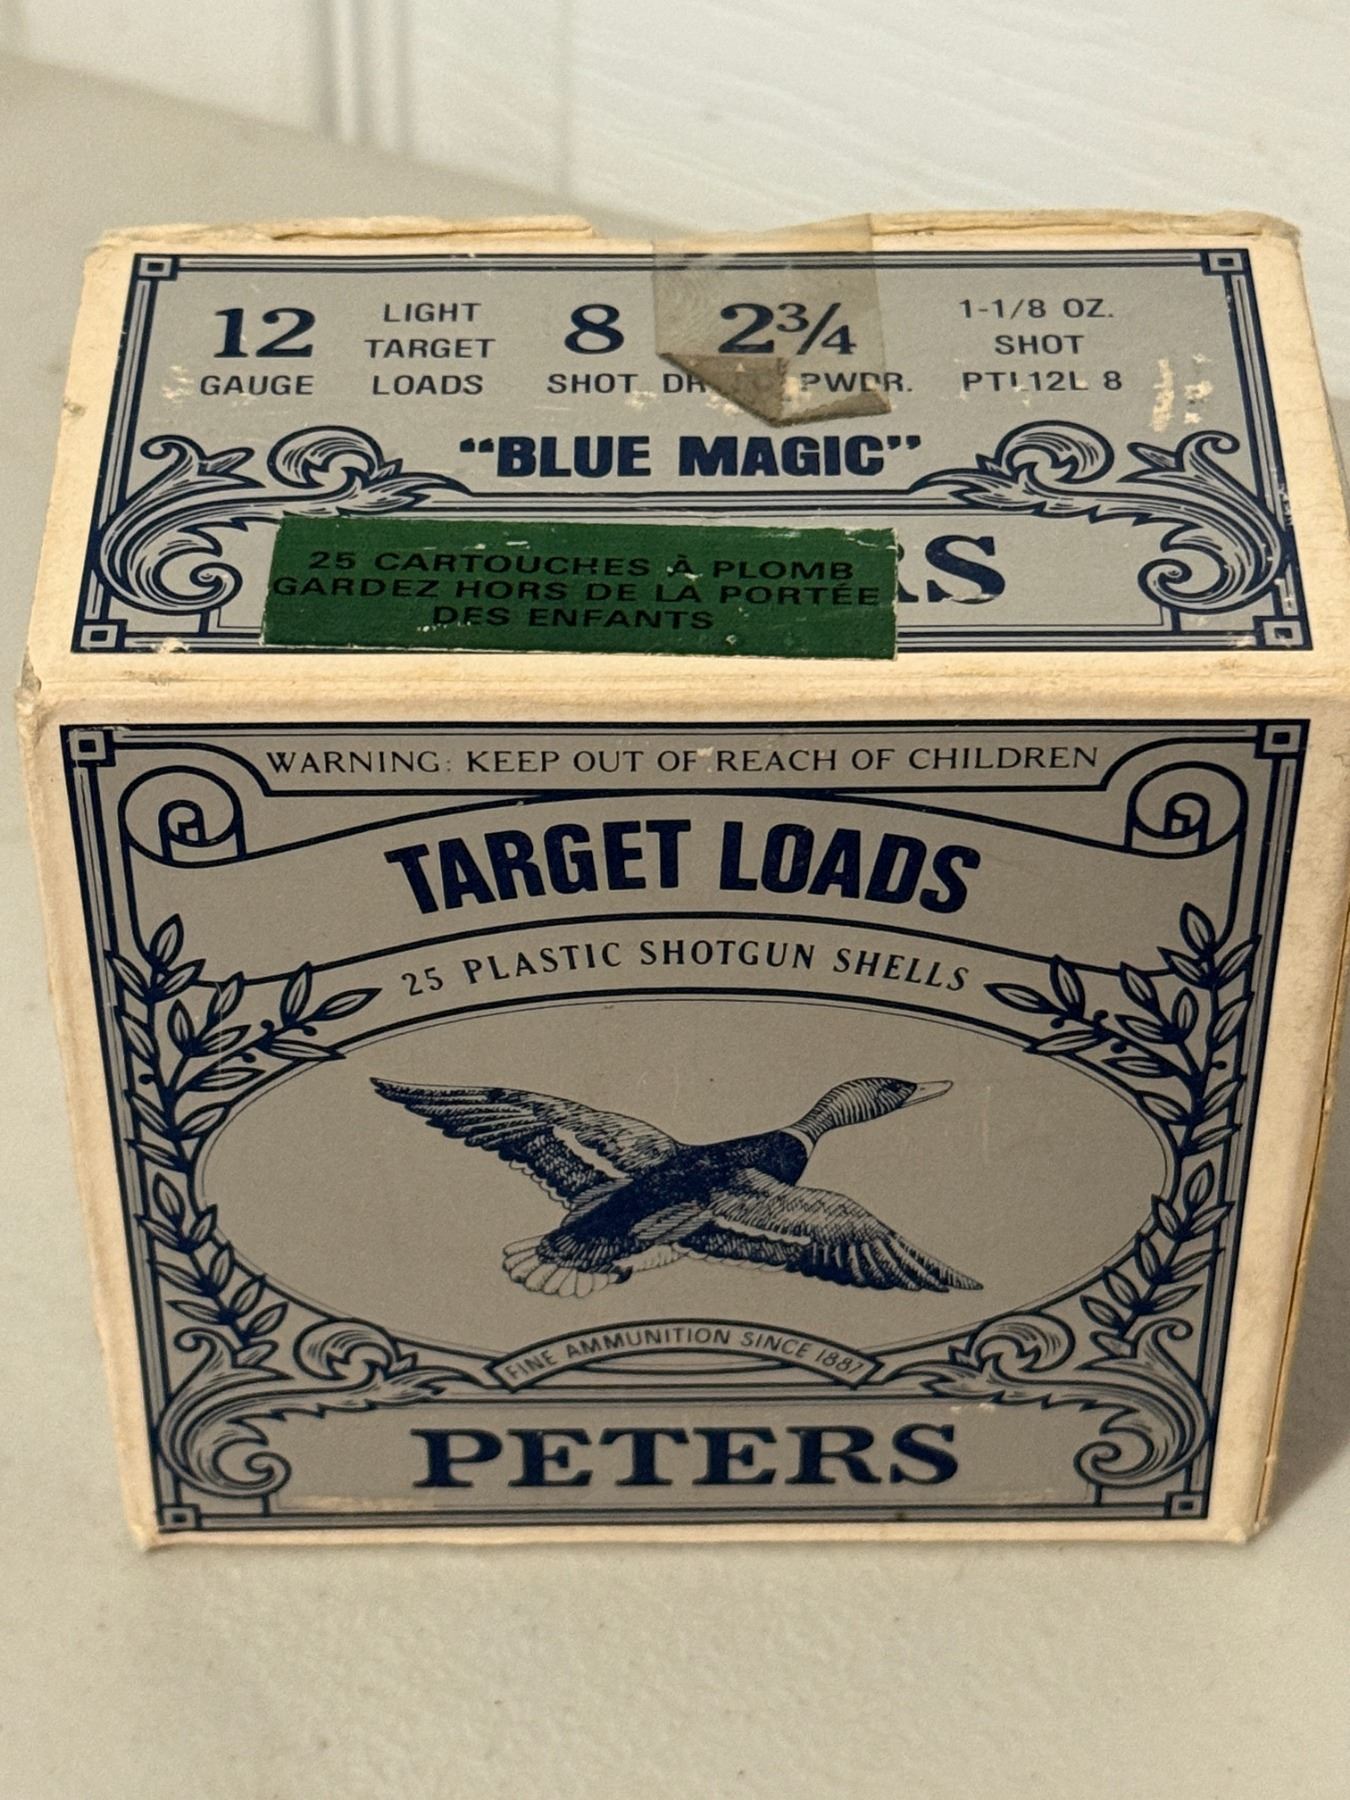 12 GAUGE
LIGHT TARGET LOADS
8 SHOT
2¾ PWDR.
1-1/8 OZ. SHOT
PTL12L 8
“BLUE MAGIC”
25 CARTOUCHES À PLOMB
GARDEZ HORS DE LA PORTÉE
DES ENFANTS
WARNING: KEEP OUT OF REACH OF CHILDREN
TARGET LOADS
25 PLASTIC SHOTGUN SHELLS
FINE AMMUNITION SINCE 1887
PETERS